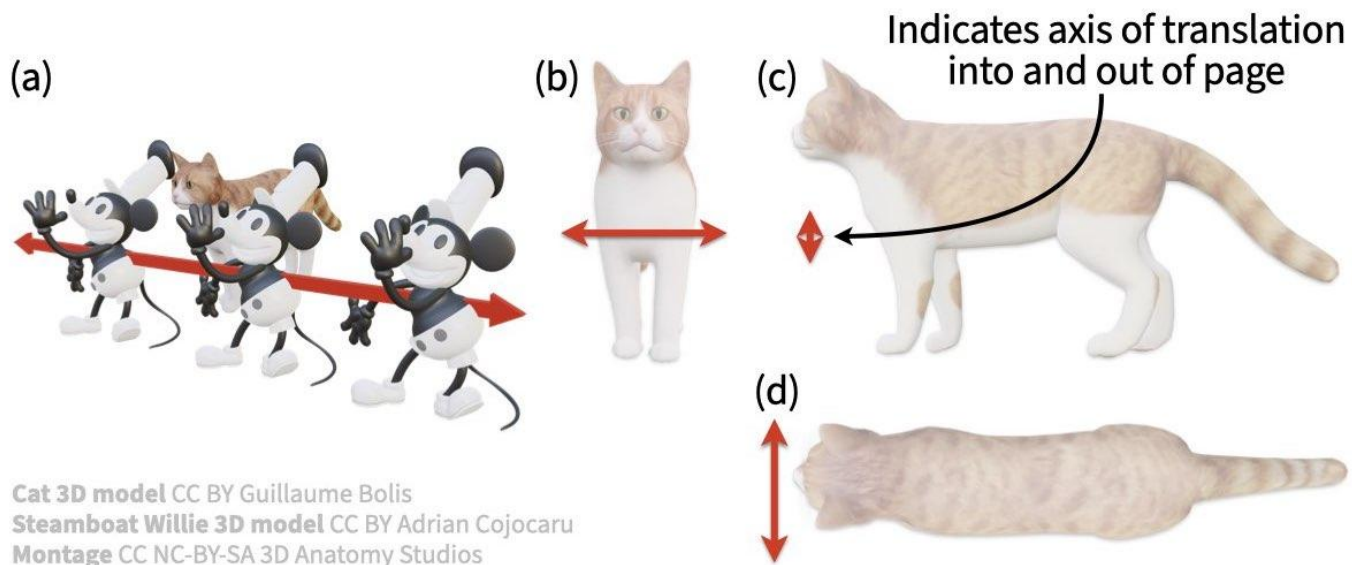 Indicates axis of translation
into and out of page
(a)
(b)
(c)
(d)
Cat 3D model CC BY Guillaume Bolis
Steamboat Willie 3D model CC BY Adrian Cojocaru
Montage CC NC-BY-SA 3D Anatomy Studios